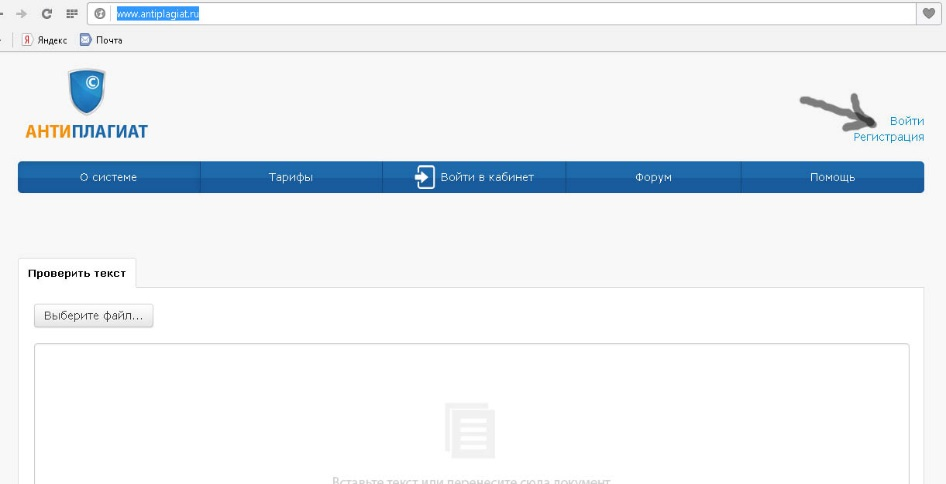 www.antiplagiat.ru
Яндекс Почта
©
АНТИПЛАГИАТ
Войти
Регистрация
О системе Тарифы Войти в кабинет Форум Помощь
Проверить текст
Выберите файл...
Вставьте текст или перенесите сюда документ